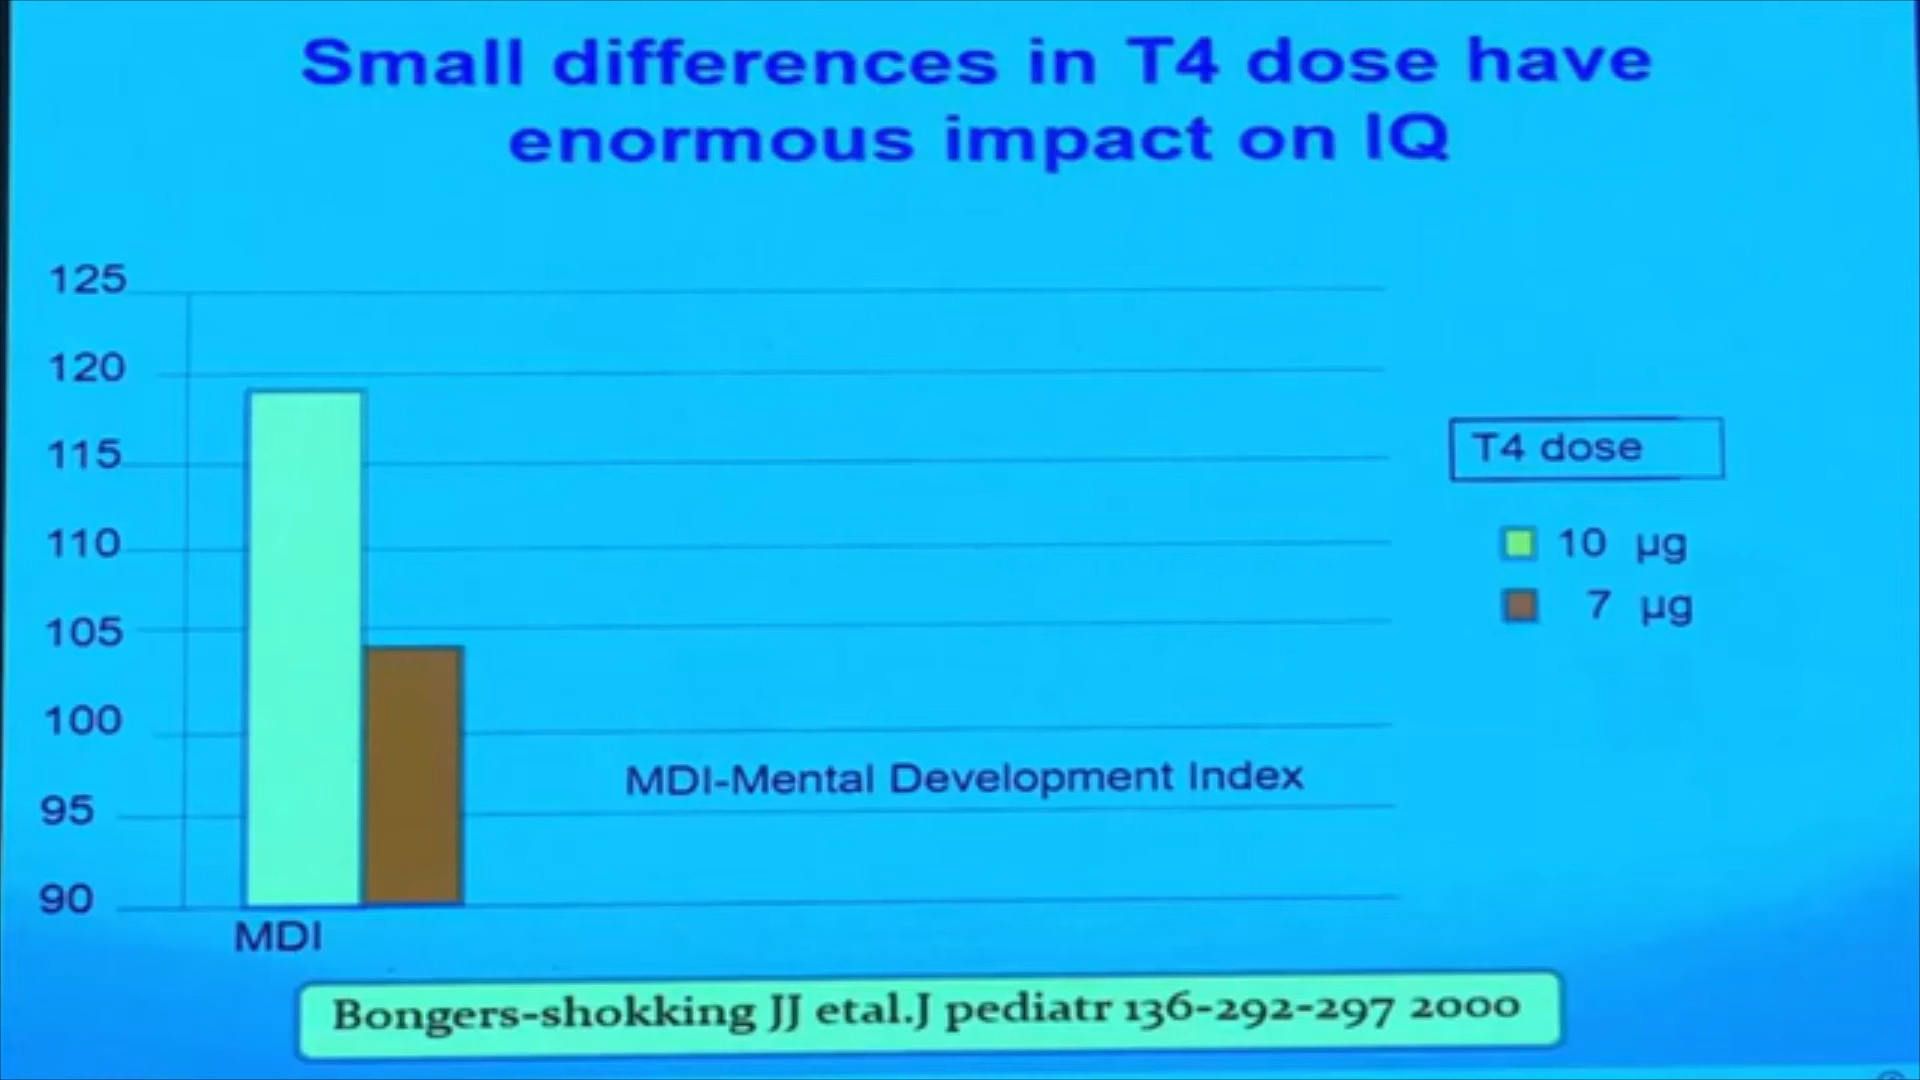 Small differences in T4 dose have
enormous impact on IQ
125
120
115
110
105
100
95
90
T4 dose
10 µg
7 µg
MDI-Mental Development Index
MDI
Bongers-shokking JJ etal.J pediatr 136-292-297 2000